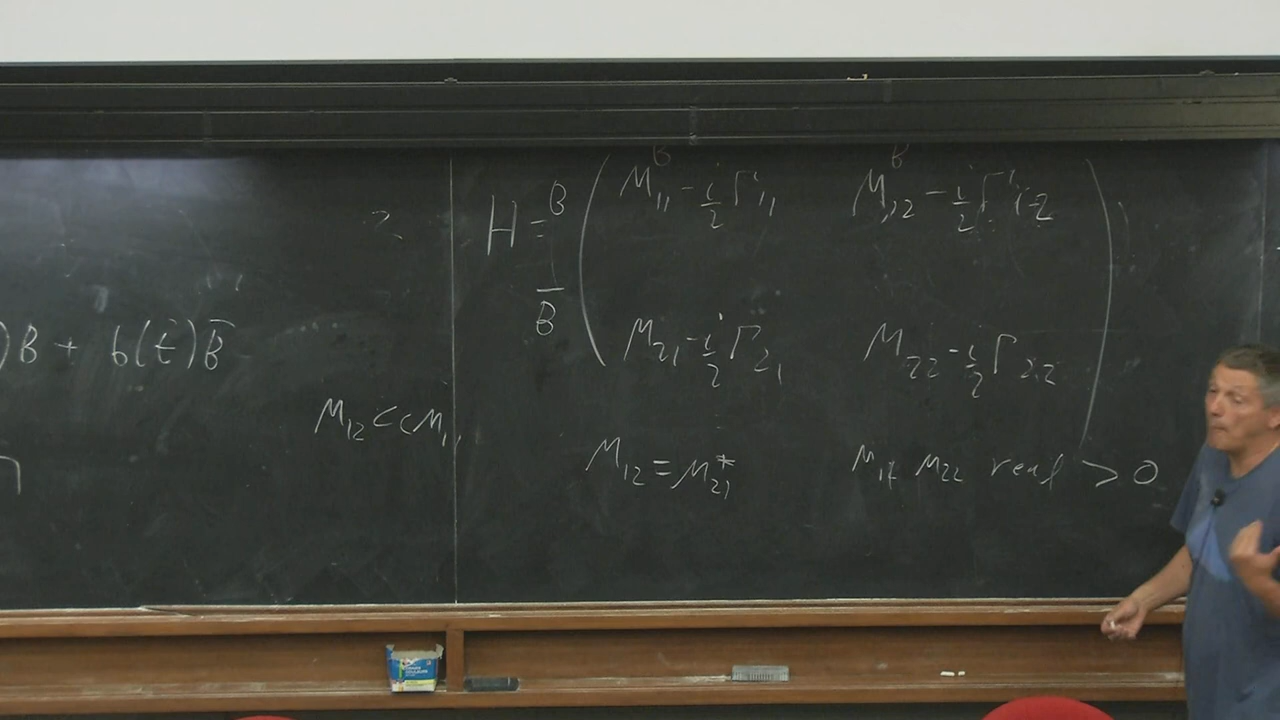 )B + b(t)B̄
M₁₂ << M₁₁
B B̄
H = B ( M₁₁ - i/2 Γ₁₁ M₁₂ - i/2 Γ₁₂ )
B̄ ( M₂₁ - i/2 Γ₂₁ M₂₂ - i/2 Γ₂₂ )
M₁₂ = M₂₁* M₁₁ M₂₂ real > 0